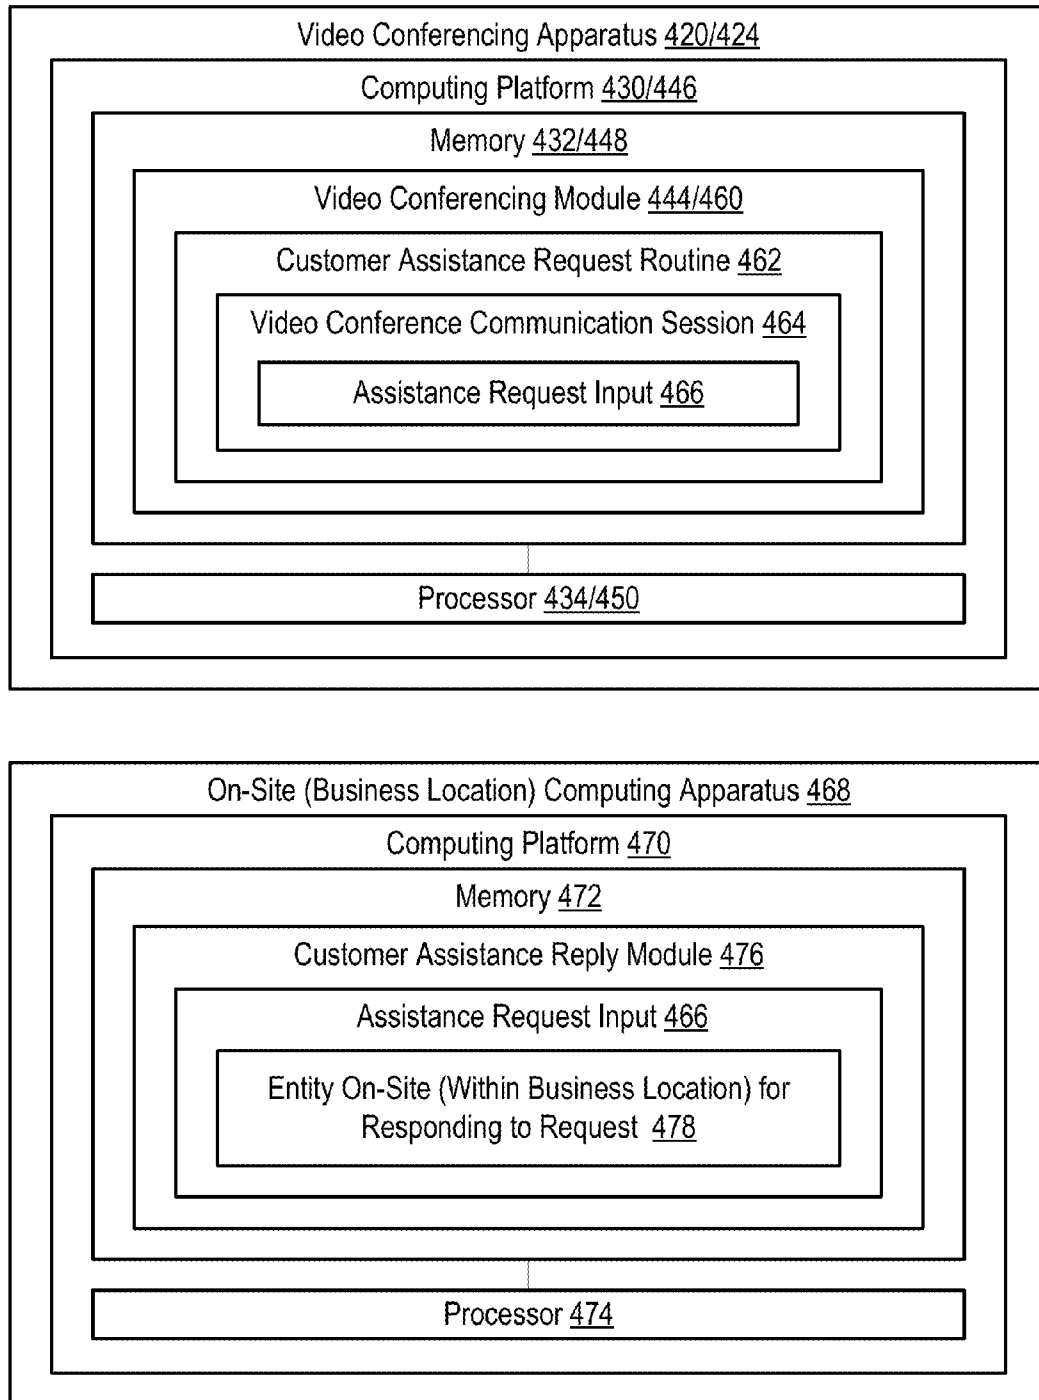 Video Conferencing Apparatus 420/424
Computing Platform 430/446
Memory 432/448
Video Conferencing Module 444/460
Customer Assistance Request Routine 462
Video Conference Communication Session 464
Assistance Request Input 466
Processor 434/450
On-Site (Business Location) Computing Apparatus 468
Computing Platform 470
Memory 472
Customer Assistance Reply Module 476
Assistance Request Input 466
Entity On-Site (Within Business Location) for
Responding to Request 478
Processor 474